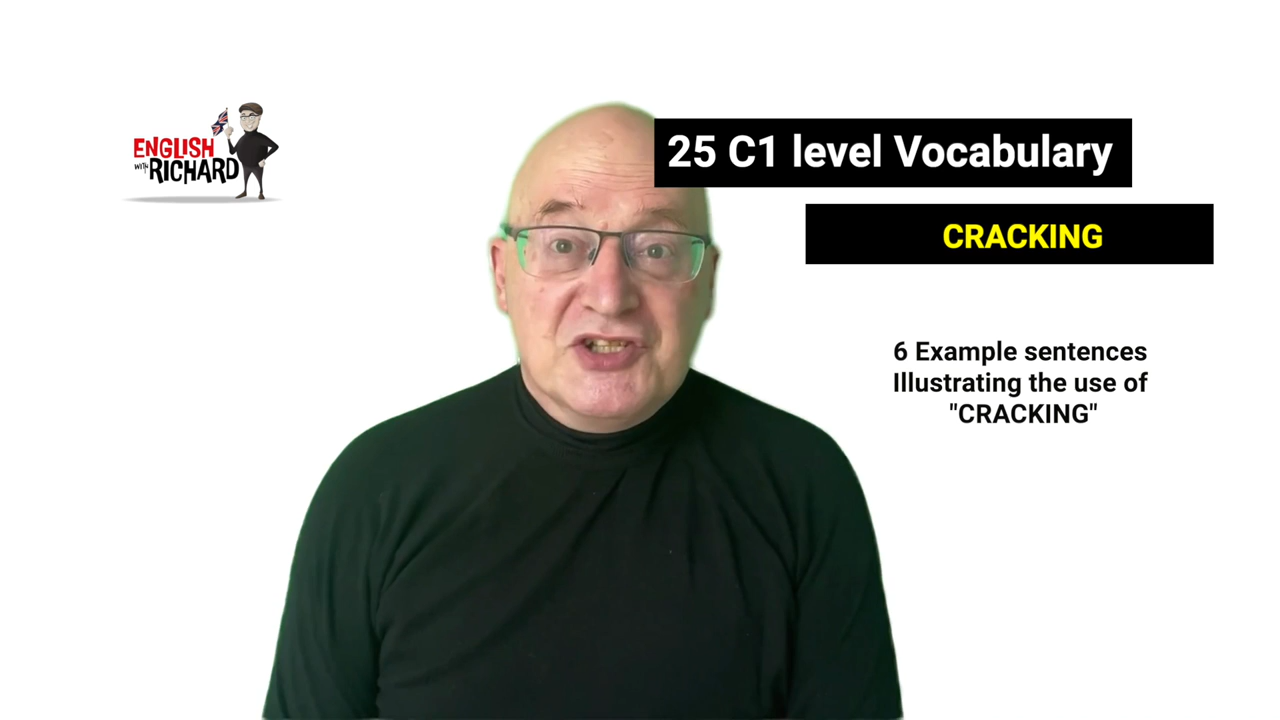 ENGLISH
WITH RICHARD
25 C1 level Vocabulary
CRACKING
6 Example sentences
Illustrating the use of
"CRACKING"